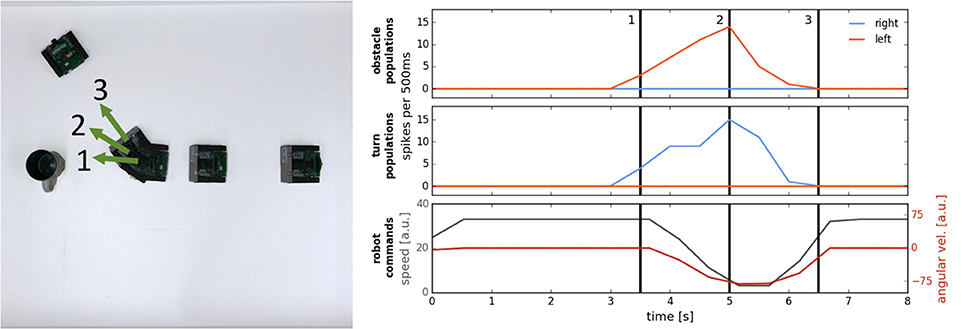 3
2
1
obstacle
populations
spikes per 500ms
15
10
5
0
1
2
3
right
left
turn
populations
15
10
5
0
robot
commands
speed [a.u.]
40
20
0
75
0
−75
angular vel. [a.u.]
0
1
2
3
4
5
6
7
8
time [s]